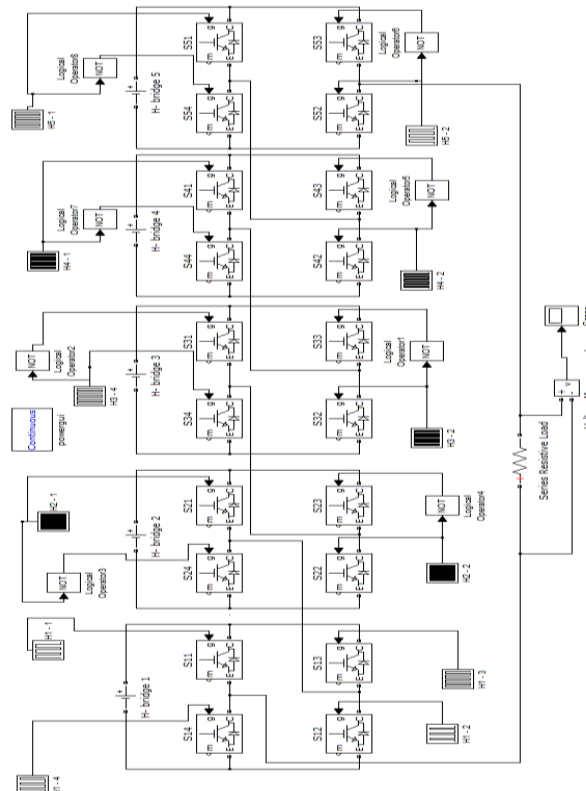 H5 - 1
Logical
Operator8
NOT
H- bridge 5
S51
g
C
m
E
S54
g
C
m
E
S53
g
C
m
E
S52
g
C
m
E
NOT
Logical
Operator6
H5 - 2
H4 - 1
Logical
Operator7
NOT
H- bridge 4
S41
g
C
m
E
S44
g
C
m
E
S43
g
C
m
E
S42
g
C
m
E
NOT
Logical
Operator5
H4 - 2
NOT
Logical
Operator2
H3 - 4
H- bridge 3
S31
g
C
m
E
S34
g
C
m
E
S33
g
C
m
E
S32
g
C
m
E
NOT
Logical
Operator1
H3 - 2
Continuous
powergui
H2 - 1
NOT
Logical
Operator3
H- bridge 2
S21
g
C
m
E
S24
g
C
m
E
S23
g
C
m
E
S22
g
C
m
E
NOT
Logical
Operator4
H2 - 2
H1 - 1
H1 - 4
H- bridge 1
S11
g
C
m
E
S14
g
C
m
E
S13
g
C
m
E
S12
g
C
m
E
H1 - 3
H1 - 2
Series Resistive Load
+
-
v